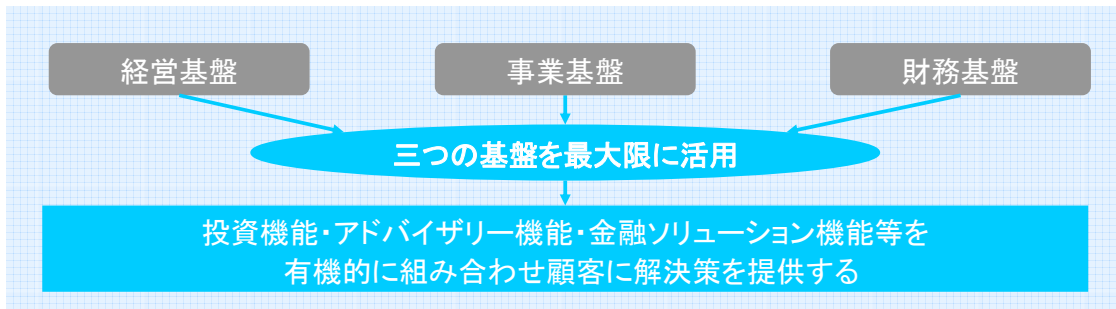 経営基盤
事業基盤
財務基盤
三つの基盤を最大限に活用
投資機能・アドバイザリー機能・金融ソリューション機能等を
有機的に組み合わせ顧客に解決策を提供する